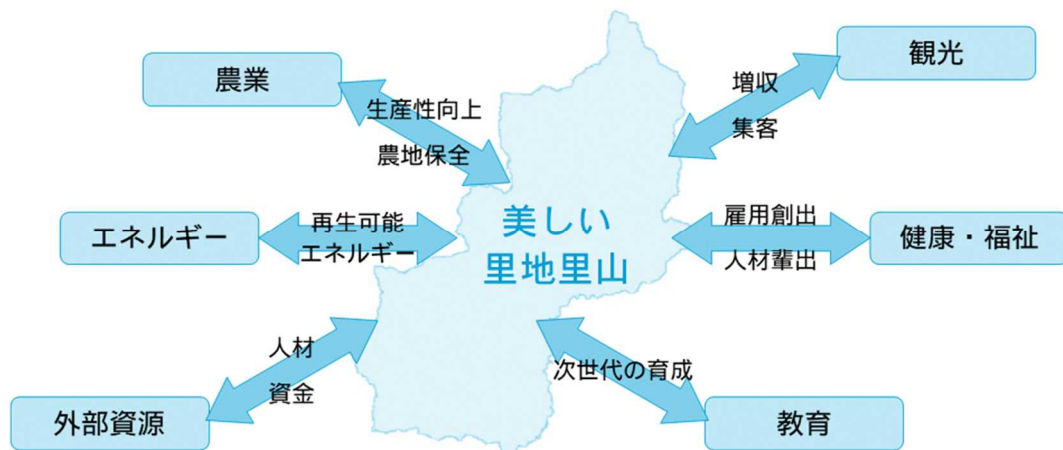 農業
生産性向上
農地保全
観光
増収
集客
エネルギー
再生可能
エネルギー
美しい
里地里山
雇用創出
人材輩出
健康・福祉
外部資源
人材
資金
次世代の育成
教育